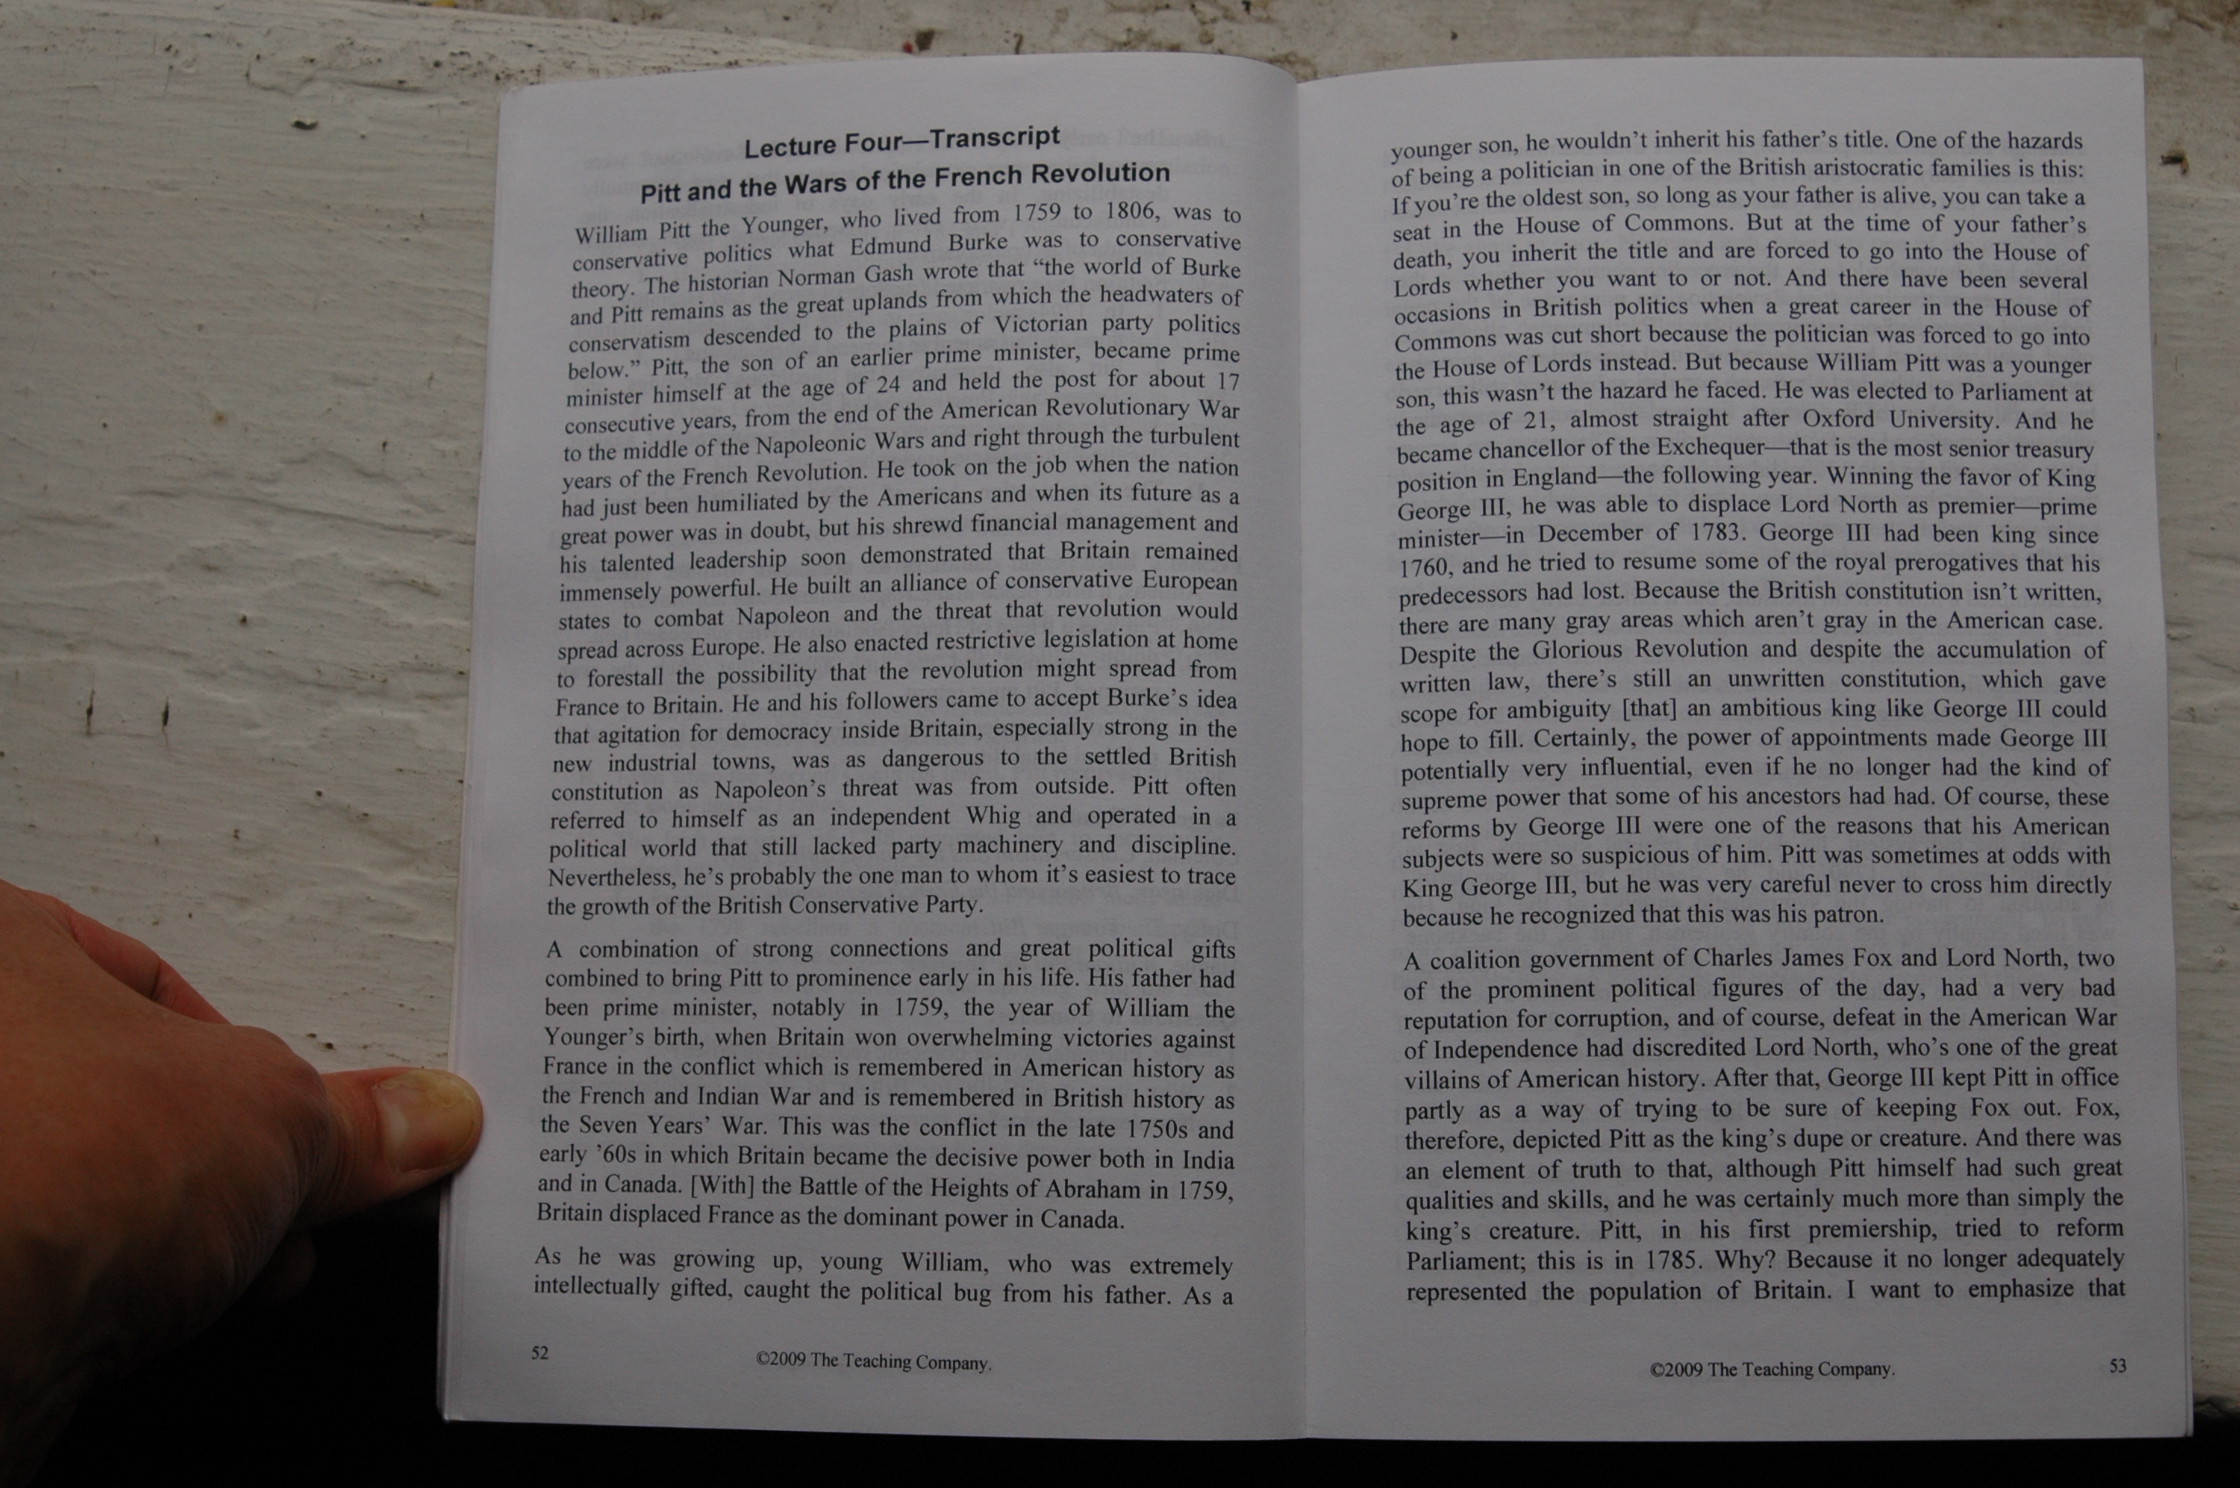 Lecture Four—Transcript
Pitt and the Wars of the French Revolution
William Pitt the Younger, who lived from 1759 to 1806, was to
conservative politics what Edmund Burke was to conservative
theory. The historian Norman Gash wrote that “the world of Burke
and Pitt remains as the great uplands from which the headwaters of
conservatism descended to the plains of Victorian party politics
below.” Pitt, the son of an earlier prime minister, became prime
minister himself at the age of 24 and held the post for about 17
consecutive years, from the end of the American Revolutionary War
to the middle of the Napoleonic Wars and right through the turbulent
years of the French Revolution. He took on the job when the nation
had just been humiliated by the Americans and when its future as a
great power was in doubt, but his shrewd financial management and
his talented leadership soon demonstrated that Britain remained
immensely powerful. He built an alliance of conservative European
states to combat Napoleon and the threat that revolution would
spread across Europe. He also enacted restrictive legislation at home
to forestall the possibility that the revolution might spread from
France to Britain. He and his followers came to accept Burke’s idea
that agitation for democracy inside Britain, especially strong in the
new industrial towns, was as dangerous to the settled British
constitution as Napoleon’s threat was from outside. Pitt often
referred to himself as an independent Whig and operated in a
political world that still lacked party machinery and discipline.
Nevertheless, he’s probably the one man to whom it’s easiest to trace
the growth of the British Conservative Party.
A combination of strong connections and great political gifts
combined to bring Pitt to prominence early in his life. His father had
been prime minister, notably in 1759, the year of William the
Younger’s birth, when Britain won overwhelming victories against
France in the conflict which is remembered in American history as
the French and Indian War and is remembered in British history as
the Seven Years’ War. This was the conflict in the late 1750s and
early ’60s in which Britain became the decisive power both in India
and in Canada. [With] the Battle of the Heights of Abraham in 1759,
Britain displaced France as the dominant power in Canada.
As he was growing up, young William, who was extremely
intellectually gifted, caught the political bug from his father. As a
52
©2009 The Teaching Company.
younger son, he wouldn’t inherit his father’s title. One of the hazards
of being a politician in one of the British aristocratic families is this:
If you’re the oldest son, so long as your father is alive, you can take a
seat in the House of Commons. But at the time of your father’s
death, you inherit the title and are forced to go into the House of
Lords whether you want to or not. And there have been several
occasions in British politics when a great career in the House of
Commons was cut short because the politician was forced to go into
the House of Lords instead. But because William Pitt was a younger
son, this wasn’t the hazard he faced. He was elected to Parliament at
the age of 21, almost straight after Oxford University. And he
became chancellor of the Exchequer—that is the most senior treasury
position in England—the following year. Winning the favor of King
George III, he was able to displace Lord North as premier—prime
minister—in December of 1783. George III had been king since
1760, and he tried to resume some of the royal prerogatives that his
predecessors had lost. Because the British constitution isn’t written,
there are many gray areas which aren’t gray in the American case.
Despite the Glorious Revolution and despite the accumulation of
written law, there’s still an unwritten constitution, which gave
scope for ambiguity [that] an ambitious king like George III could
hope to fill. Certainly, the power of appointments made George III
potentially very influential, even if he no longer had the kind of
supreme power that some of his ancestors had had. Of course, these
reforms by George III were one of the reasons that his American
subjects were so suspicious of him. Pitt was sometimes at odds with
King George III, but he was very careful never to cross him directly
because he recognized that this was his patron.
A coalition government of Charles James Fox and Lord North, two
of the prominent political figures of the day, had a very bad
reputation for corruption, and of course, defeat in the American War
of Independence had discredited Lord North, who’s one of the great
villains of American history. After that, George III kept Pitt in office
partly as a way of trying to be sure of keeping Fox out. Fox,
therefore, depicted Pitt as the king’s dupe or creature. And there was
an element of truth to that, although Pitt himself had such great
qualities and skills, and he was certainly much more than simply the
king’s creature. Pitt, in his first premiership, tried to reform
Parliament; this is in 1785. Why? Because it no longer adequately
represented the population of Britain. I want to emphasize that
©2009 The Teaching Company.
53